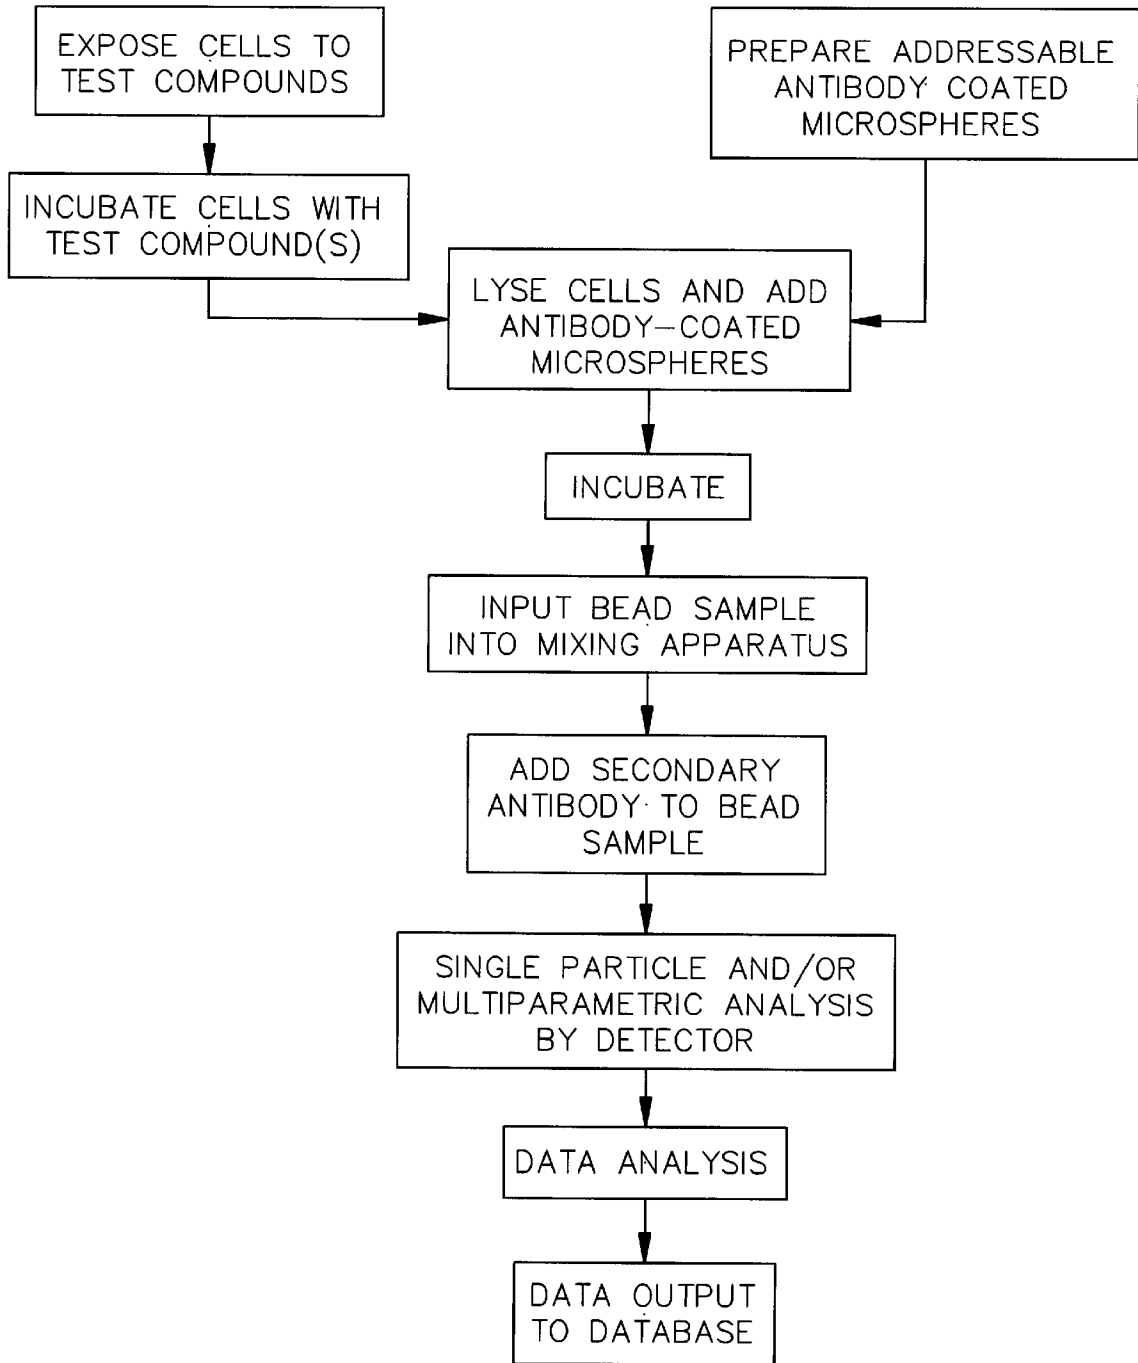 EXPOSE CELLS TO
TEST COMPOUNDS
PREPARE ADDRESSABLE
ANTIBODY COATED
MICROSPHERES
INCUBATE CELLS WITH
TEST COMPOUND(S)
LYSE CELLS AND ADD
ANTIBODY-COATED
MICROSPHERES
INCUBATE
INPUT BEAD SAMPLE
INTO MIXING APPARATUS
ADD SECONDARY
ANTIBODY TO BEAD
SAMPLE
SINGLE PARTICLE AND/OR
MULTIPARAMETRIC ANALYSIS
BY DETECTOR
DATA ANALYSIS
DATA OUTPUT
TO DATABASE